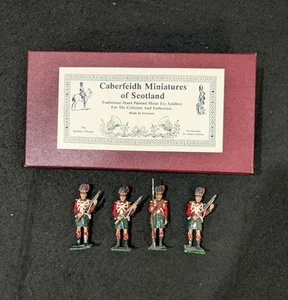 Caberfeidh Miniatures
of Scotland
Traditional Hand Painted Metal Toy Soldiers
For The Collector And Enthusiast.
Made In Scotland